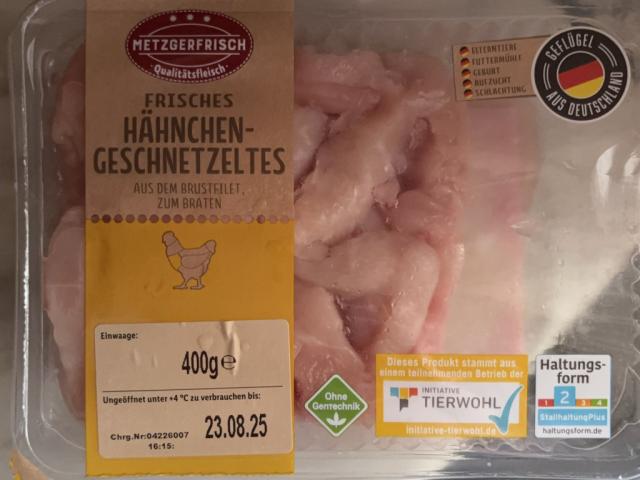 METZGERFRISCH
Qualitätsfleisch
FRISCHES
HÄHNCHEN-
GESCHNETZELTES
AUS DEM BRUSTFILET,
ZUM BRATEN
ELTERNTIERE
FUTTERMÜHLE
GEBURT
AUFZUCHT
SCHLACHTUNG
GEFLÜGEL
AUS DEUTSCHLAND
Einwaage:
400g e
Ungeöffnet unter +4 °C zu verbrauchen bis:
23.08.25
Chrg.Nr:04226007
16:15:
Ohne
Gentechnik
Dieses Produkt stammt aus
einem teilnehmenden Betrieb der
INITIATIVE
TIERWOHL
initiative-tierwohl.de
Haltungs-
form
1 2 3 4
StallhaltungPlus
haltungsform.de